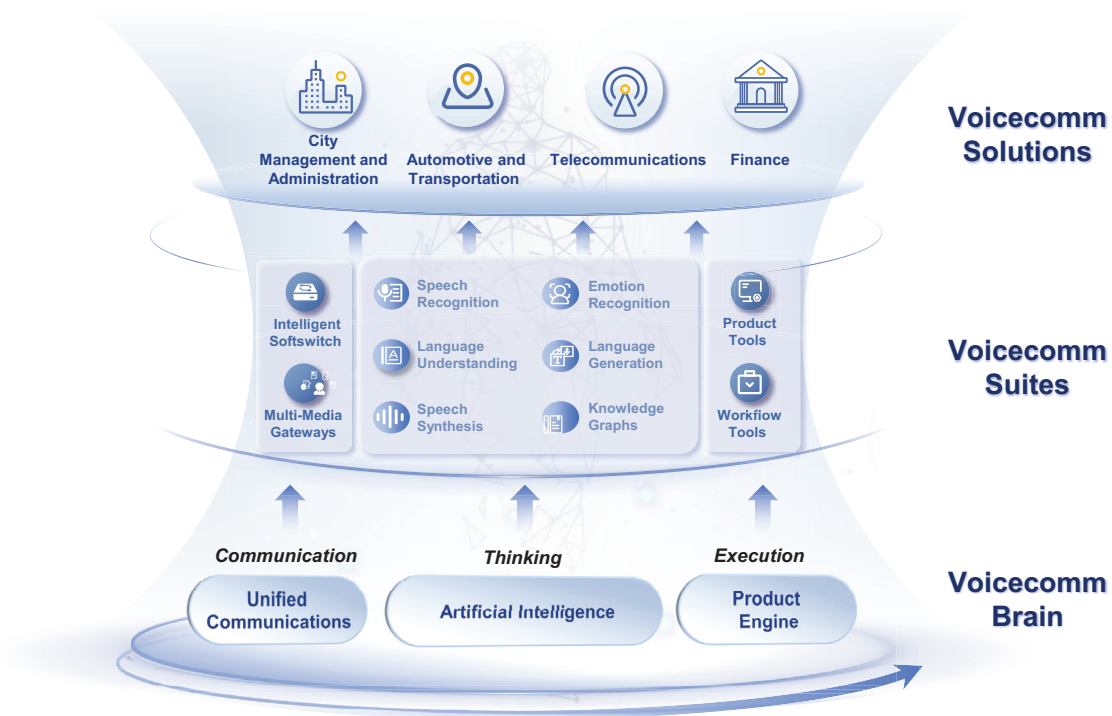 City
Management and
Administration
Automotive and
Transportation
Telecommunications
Finance
Voicecomm
Solutions
Intelligent
Softswitch
Multi-Media
Gateways
Speech
Recognition
Language
Understanding
Speech
Synthesis
Emotion
Recognition
Language
Generation
Knowledge
Graphs
Product
Tools
Workflow
Tools
Voicecomm
Suites
Communication
Thinking
Execution
Unified
Communications
Artificial Intelligence
Product
Engine
Voicecomm
Brain